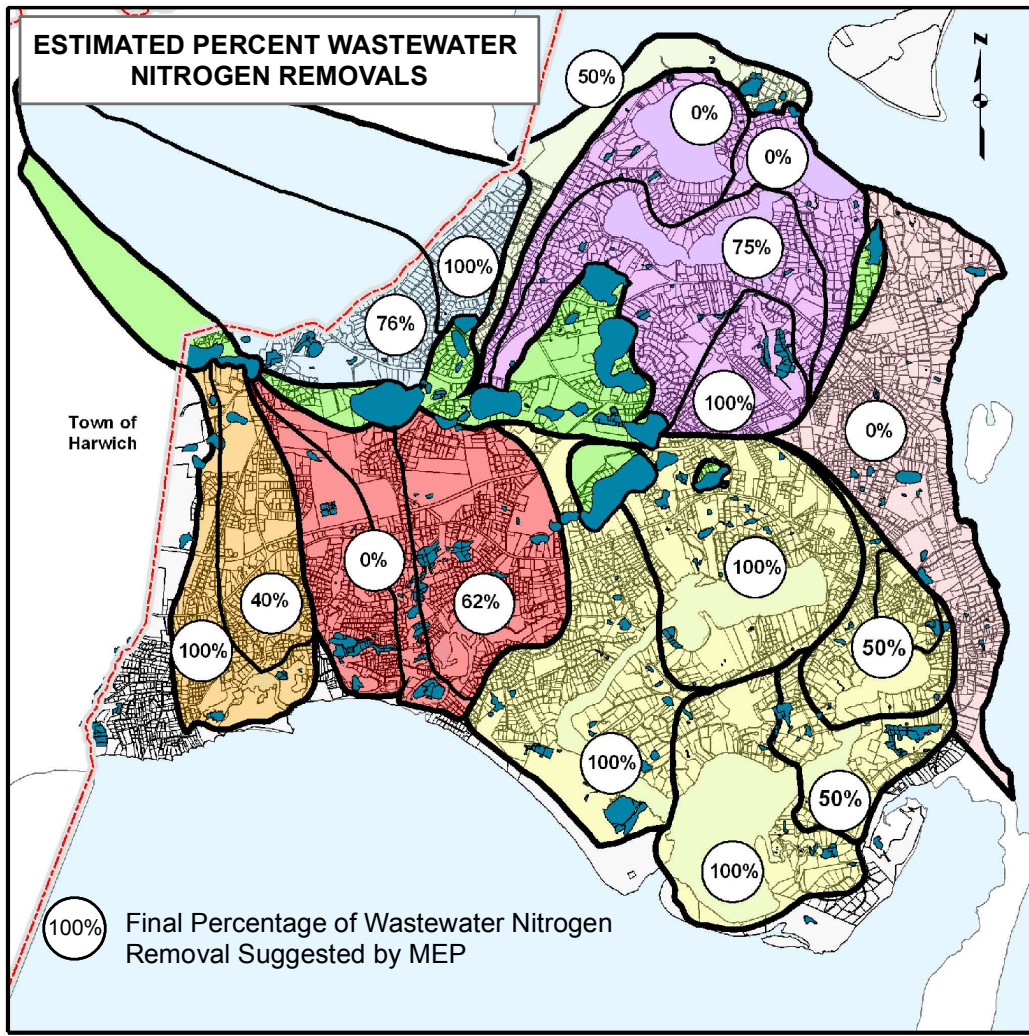 ESTIMATED PERCENT WASTEWATER
NITROGEN REMOVALS
N
50%
0%
0%
75%
100%
76%
100%
Town of
Harwich
0%
0%
100%
40%
62%
100%
50%
100%
100%
50%
100%
100%
Final Percentage of Wastewater Nitrogen
Removal Suggested by MEP